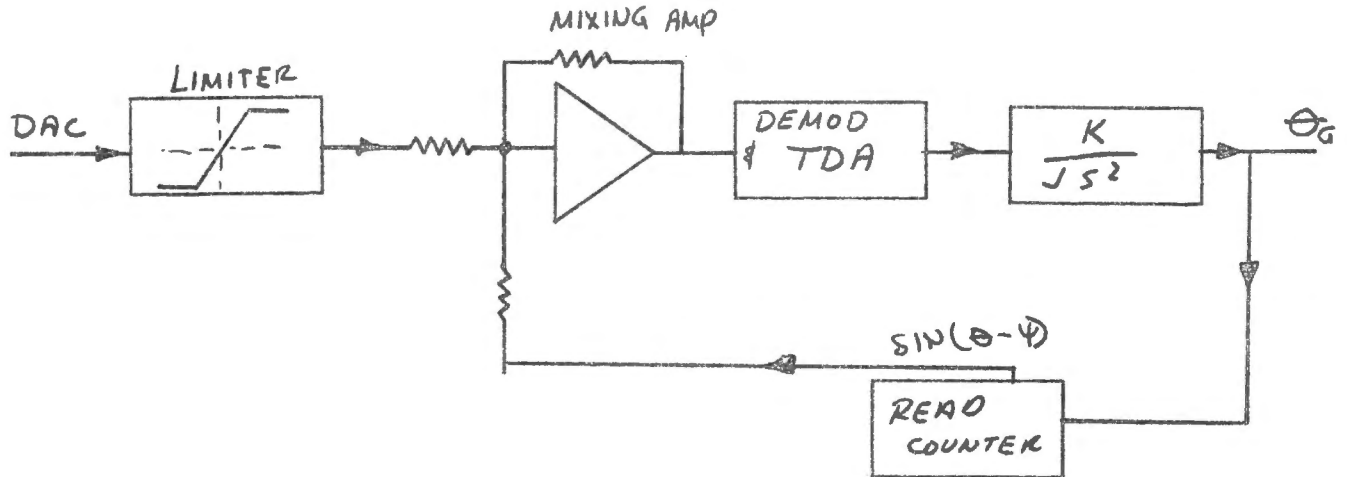 MIXING AMP
LIMITER
DAC
DEMOD
& TDA
K
JS²
θG
SIN(θ-Ψ)
READ
COUNTER